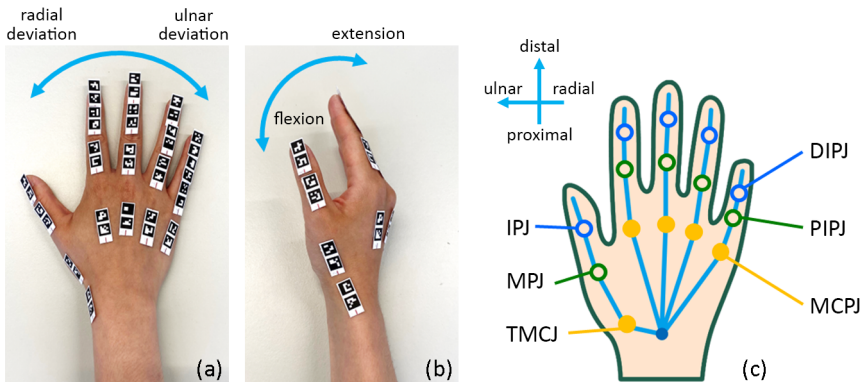 radial
deviation
ulnar
deviation
(a)
extension
flexion
(b)
distal
ulnar
radial
proximal
DIPJ
IPJ
PIPJ
MPJ
MCPJ
TMCJ
(c)